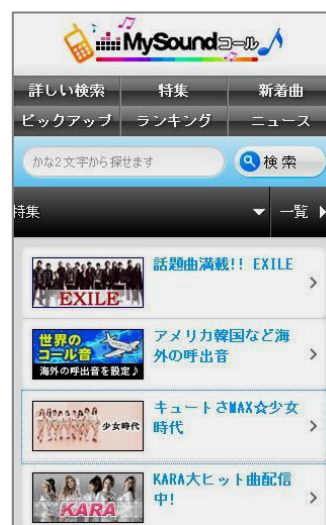 MySoundコール
詳しい検索 特集 新着曲
ピックアップ ランキング ニュース
かな2文字から探せます 検索
特集 一覧
話題曲満載!! EXILE
EXILE
アメリカ韓国など海
外の呼出音
世界の
コール音
海外の呼出音を設定♪
キュートさMAX☆少女
時代
少女時代
KARA大ヒット曲配信
中!
KARA